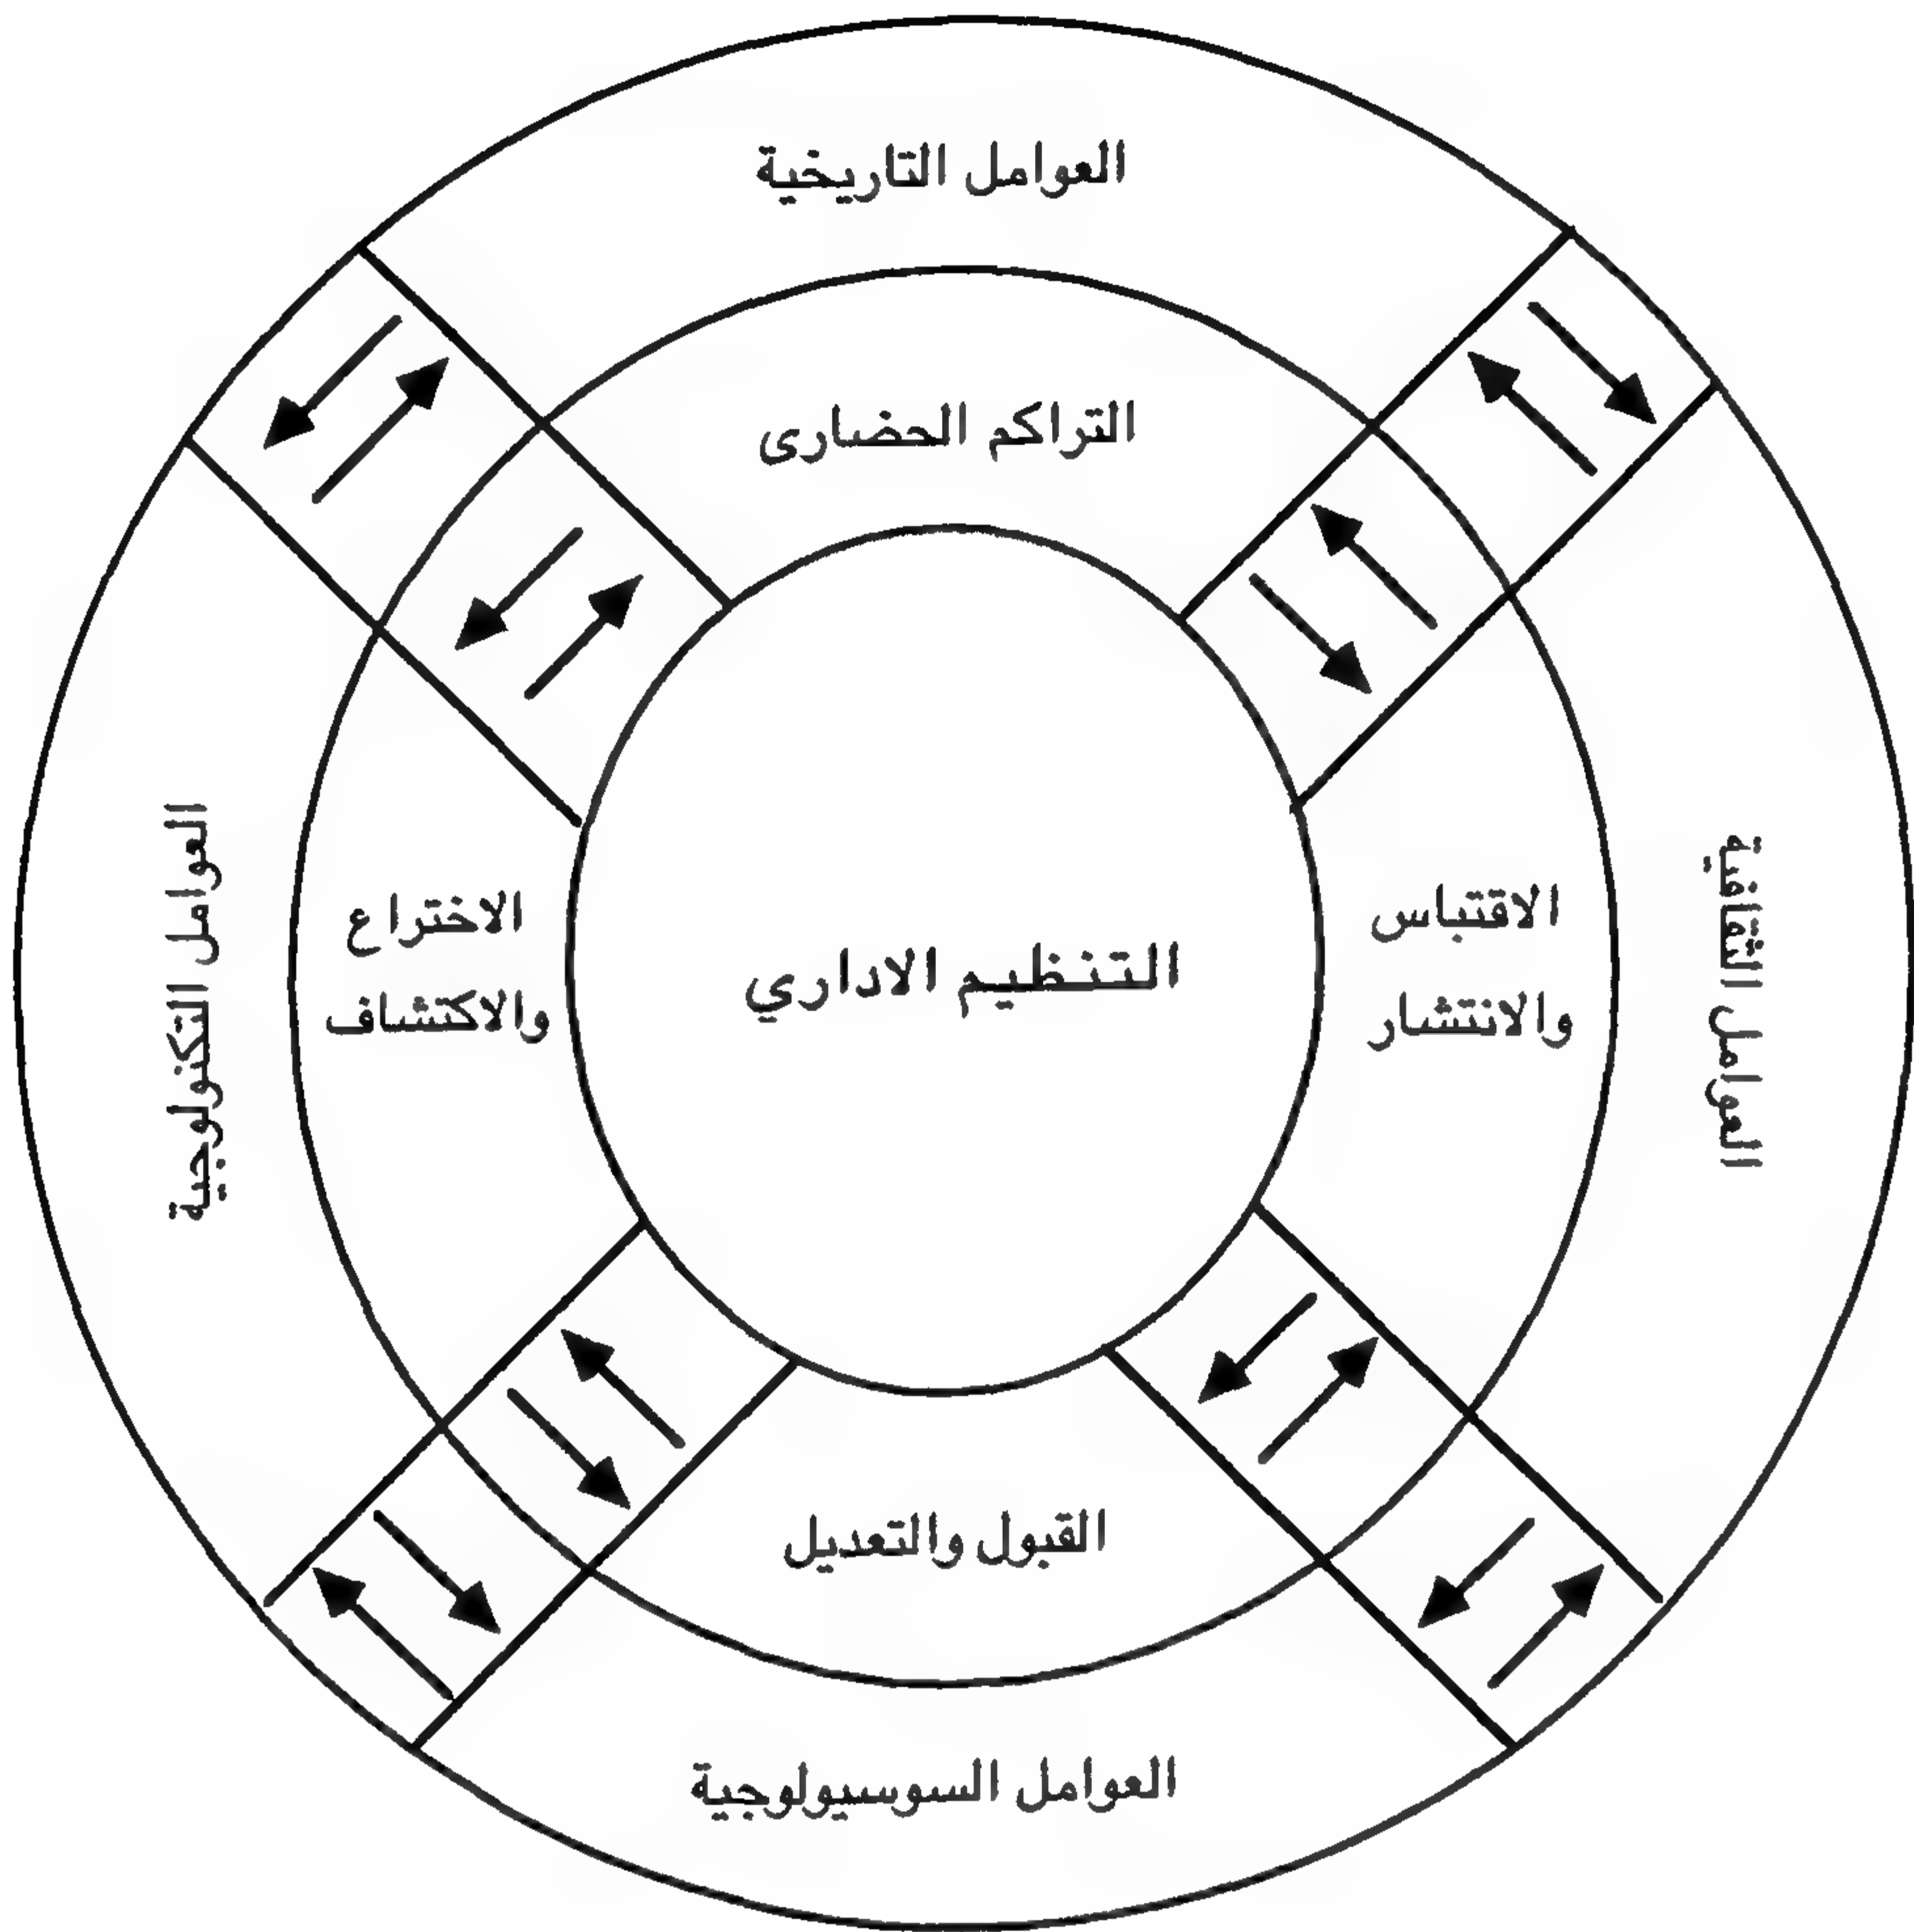 العوامل التاريخية
التراكم الحضارى
العوامل الثقافية
الاقتباس
والانتشار
التنظيم الاداري
الاختراع
والاكتشاف
العوامل التكنولوجية
القبول والتعديل
العوامل السوسيولوجية